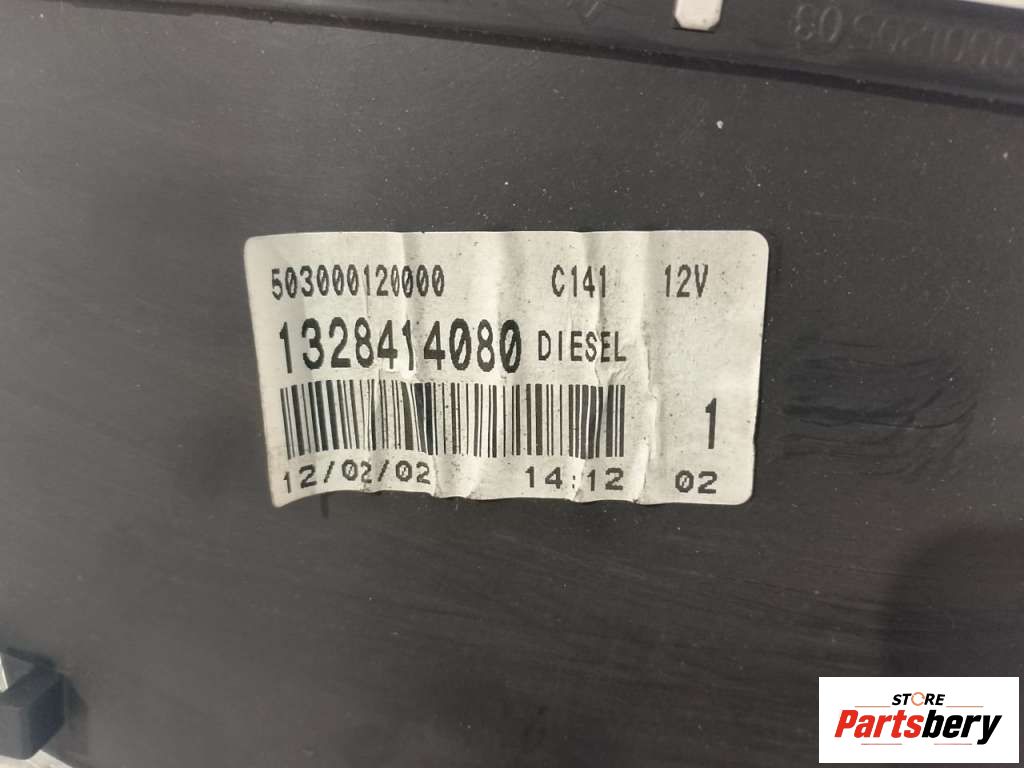 503000120000 C141 12V
1328414080 DIESEL
1
12/02/02 14:12 02
STORE
Partsbery